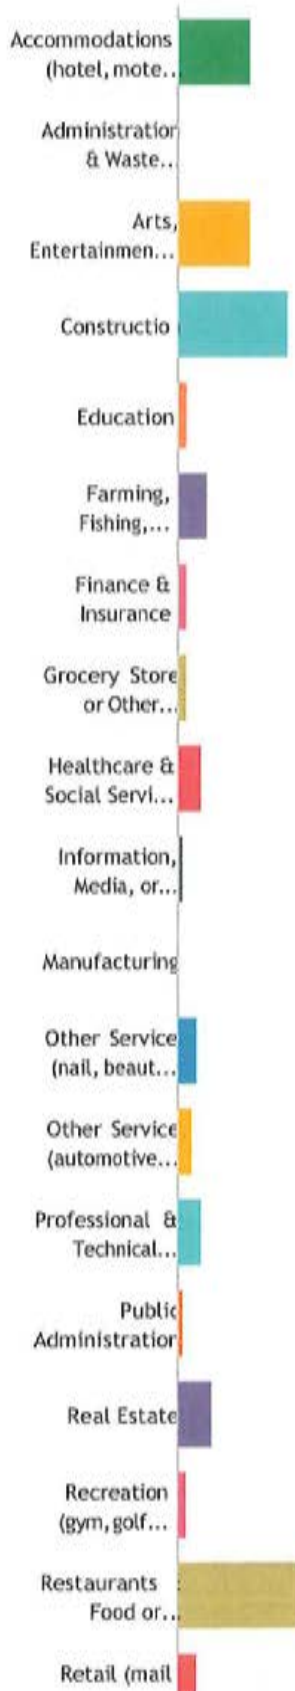 Accommodations
(hotel, mote...
Administration
& Waste...
Arts,
Entertainmen...
Constructio
Education
Farming,
Fishing,...
Finance &
Insurance
Grocery Store
or Other...
Healthcare &
Social Servi...
Information,
Media, or...
Manufacturing
Other Service
(nail, beaut...
Other Service
(automotive...
Professional &
Technical...
Public
Administration
Real Estate
Recreation
(gym, golf...
Restaurants
Food or...
Retail (mail